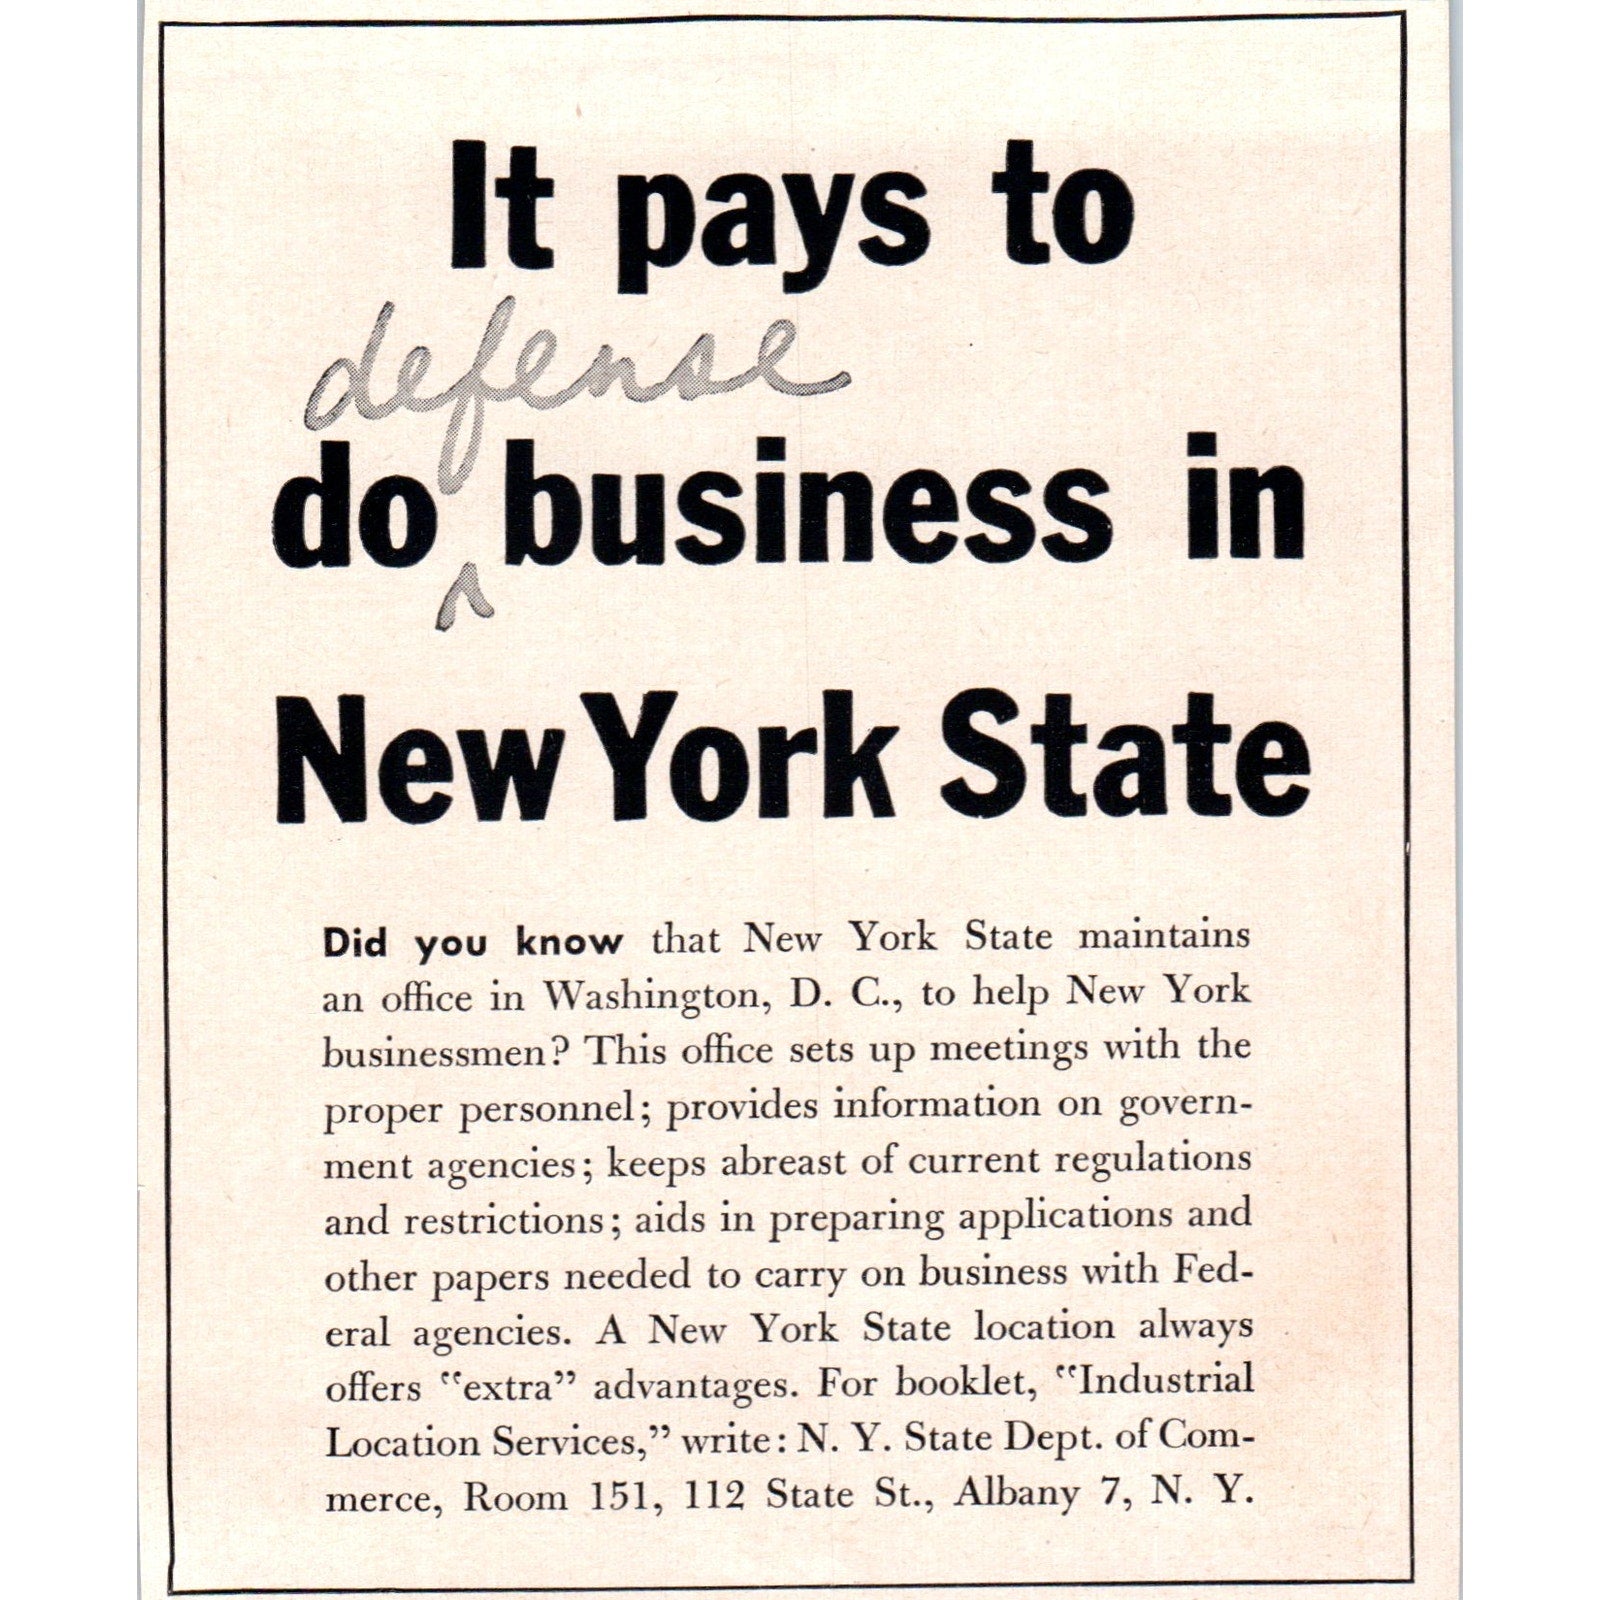 It pays to
defense
do business in
New York State
Did you know that New York State maintains
an office in Washington, D. C., to help New York
businessmen? This office sets up meetings with the
proper personnel; provides information on govern-
ment agencies; keeps abreast of current regulations
and restrictions; aids in preparing applications and
other papers needed to carry on business with Fed-
eral agencies. A New York State location always
offers “extra” advantages. For booklet, “Industrial
Location Services,” write: N. Y. State Dept. of Com-
merce, Room 151, 112 State St., Albany 7, N. Y.